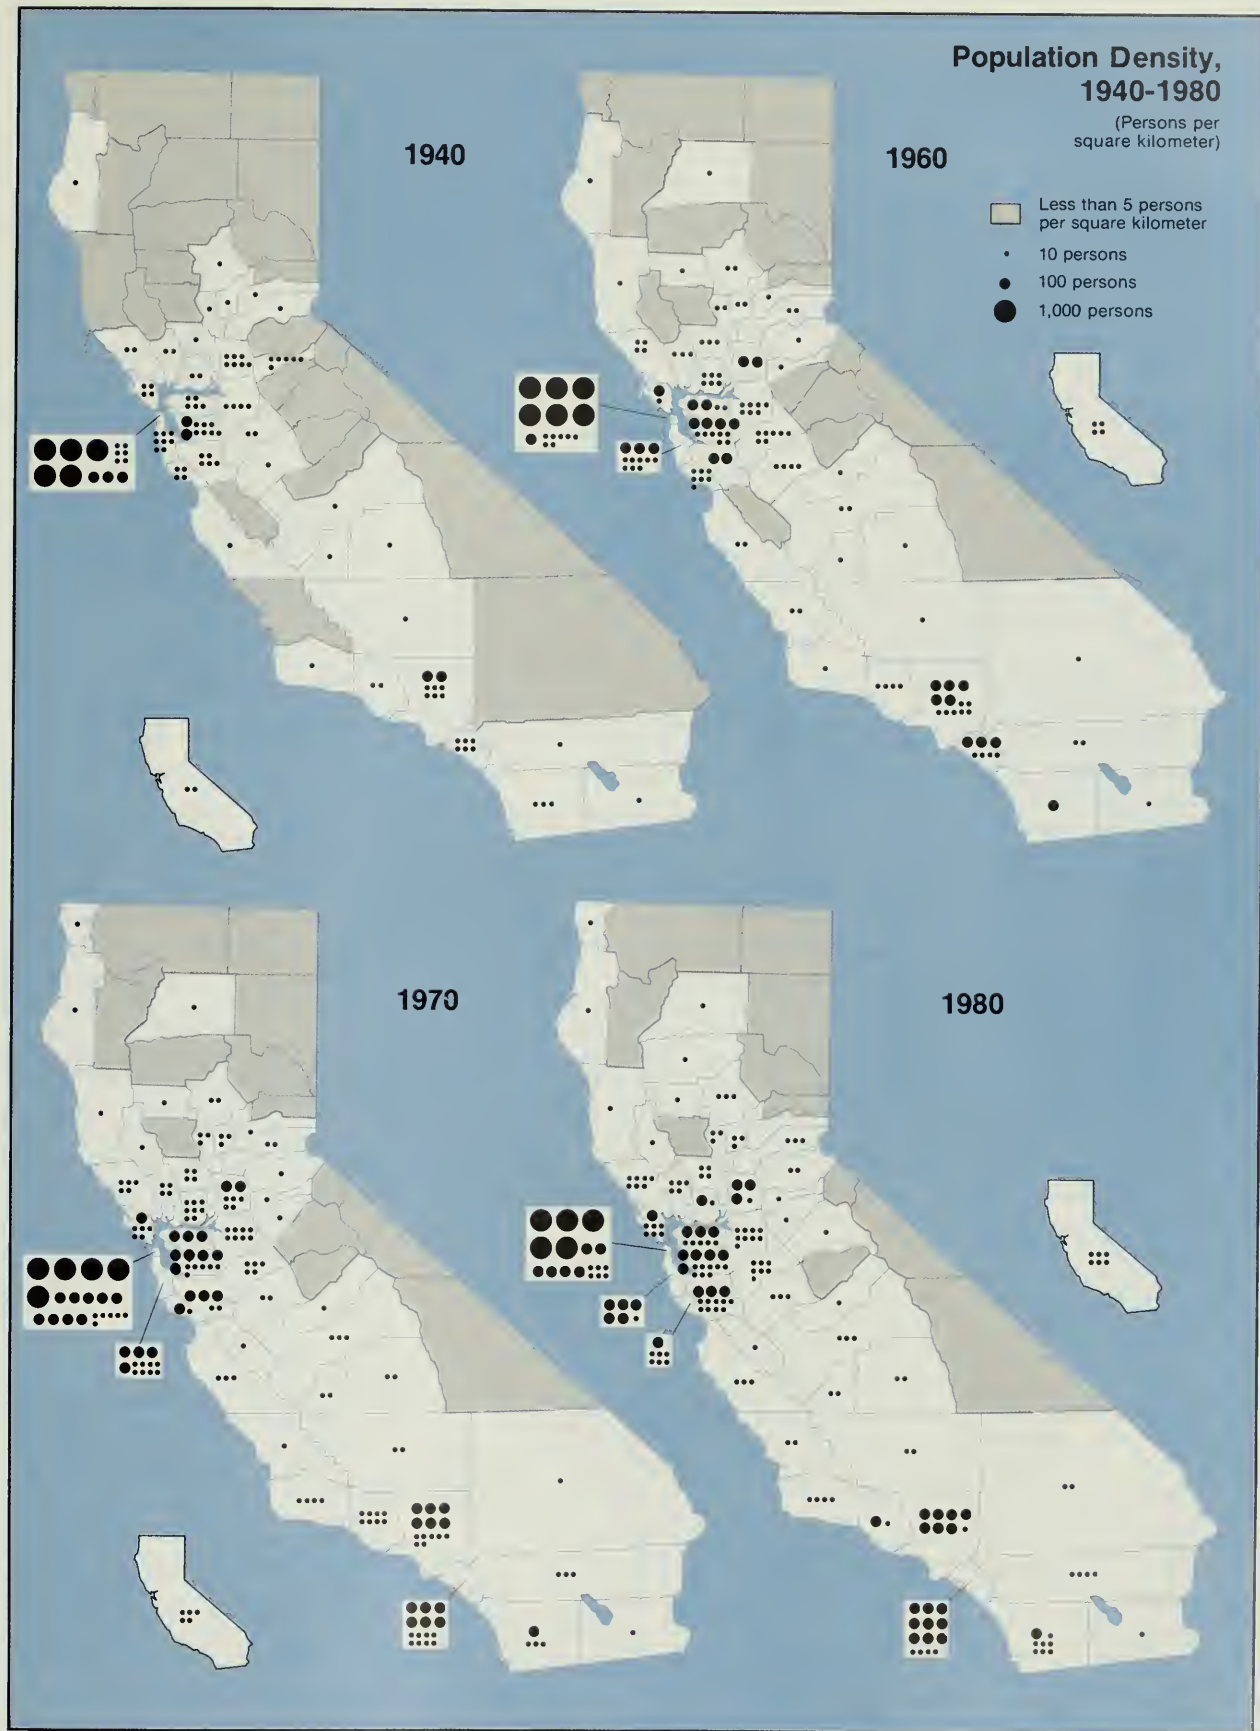 Population Density,
1940-1980
(Persons per
square kilometer)
1940
1960
Less than 5 persons
per square kilometer
10 persons
100 persons
1,000 persons
1970
1980